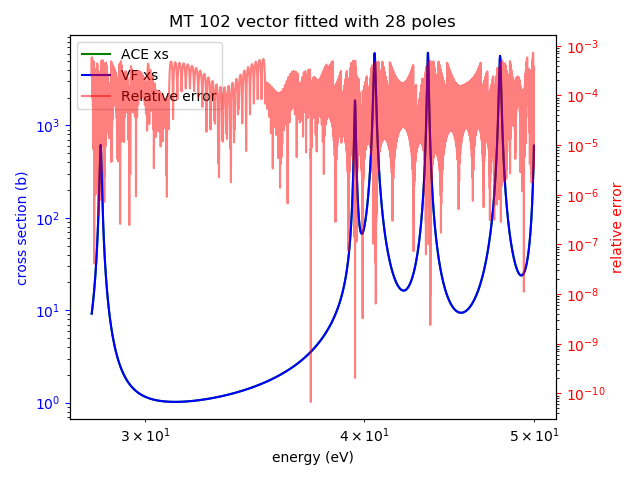 MT 102 vector fitted with 28 poles
ACE xs
VF xs
Relative error
10³
10²
10¹
10⁰
cross section (b)
10⁻³
10⁻⁴
10⁻⁵
10⁻⁶
10⁻⁷
10⁻⁸
10⁻⁹
10⁻¹⁰
relative error
3 × 10¹
4 × 10¹
5 × 10¹
energy (eV)